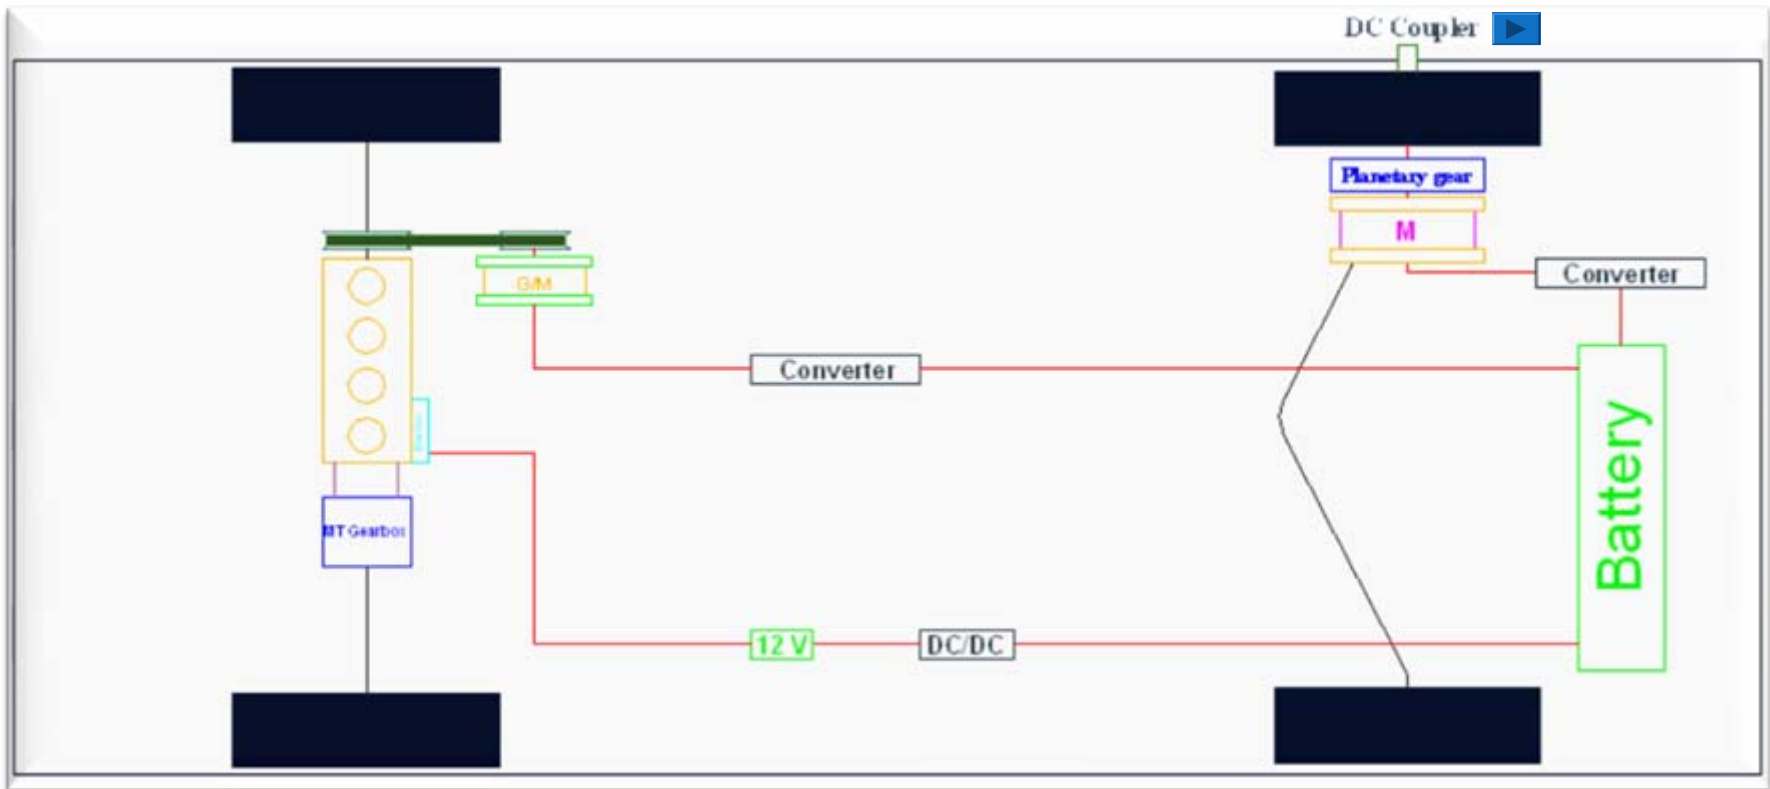 DC Coupler
Planetary gear
M
G/M
Converter
Converter
MT Gearbox
12 V
DC/DC
Battery